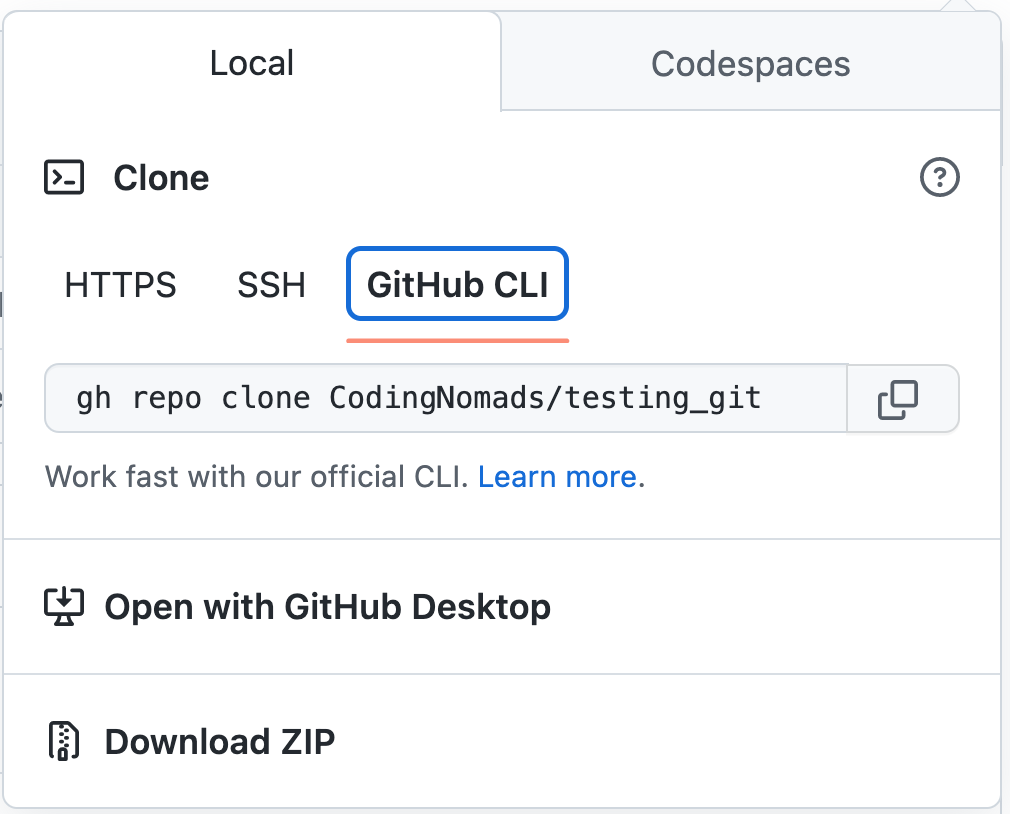 Local Codespaces
Clone
HTTPS SSH GitHub CLI
gh repo clone CodingNomads/testing_git
Work fast with our official CLI. Learn more.
Open with GitHub Desktop
Download ZIP